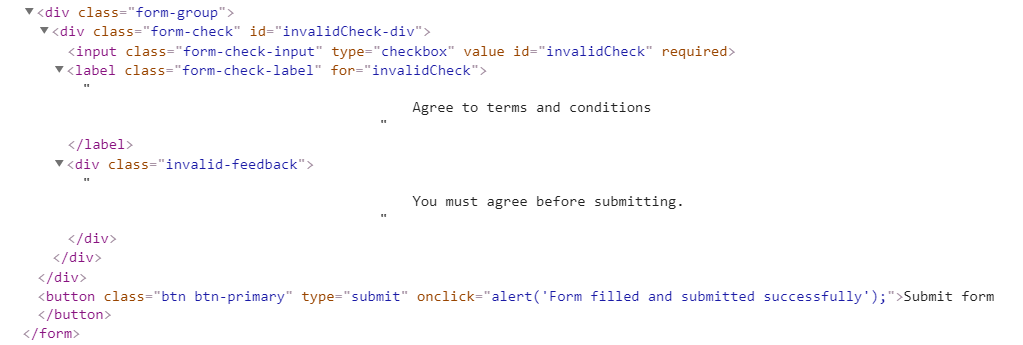 <div class="form-group">
<div class="form-check" id="invalidCheck-div">
<input class="form-check-input" type="checkbox" value id="invalidCheck" required>
<label class="form-check-label" for="invalidCheck">
"
Agree to terms and conditions
"
</label>
<div class="invalid-feedback">
"
You must agree before submitting.
"
</div>
</div>
</div>
<button class="btn btn-primary" type="submit" onclick="alert('Form filled and submitted successfully');">Submit form
</button>
</form>